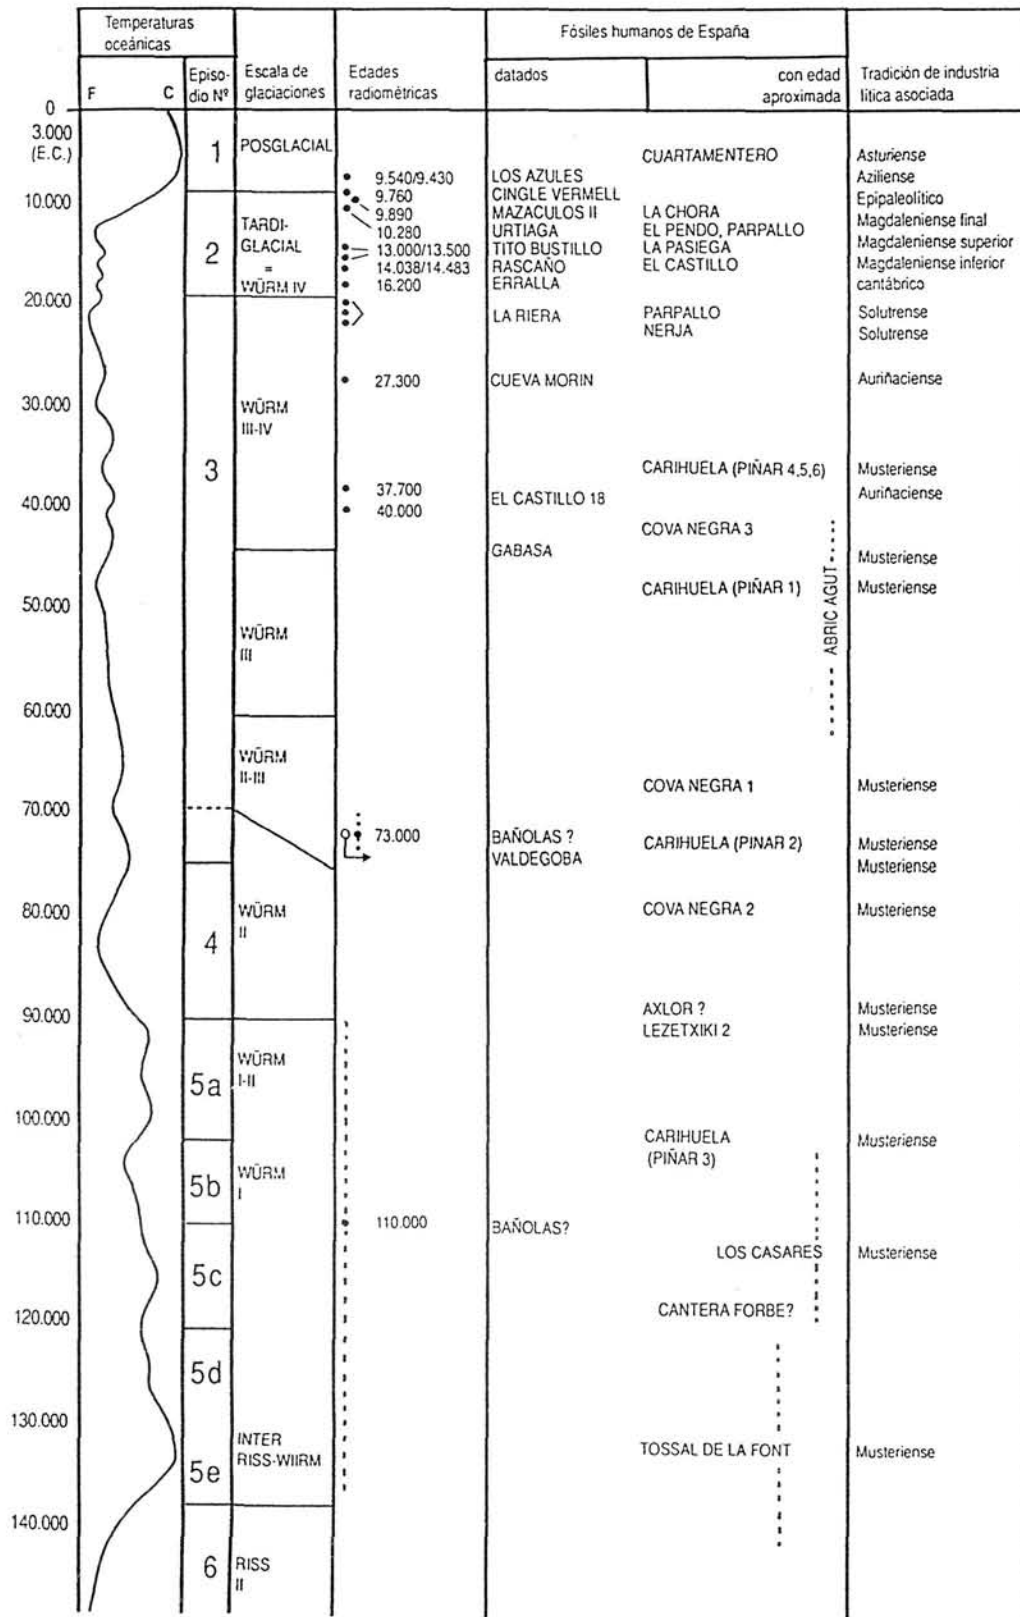 Temperaturas
oceánicas
Fósiles humanos de España
F C
Episo-
dio Nº
Escala de
glaciaciones
Edades
radiométricas
datados
con edad
aproximada
Tradición de industria
lítica asociada
0
3.000
(E.C.)
1 POSGLACIAL
CUARTAMENTERO Asturiense
9.540/9.430 LOS AZULES Aziliense
10.000
9.760 CINGLE VERMELL Epipaleolítico
9.890 MAZACULOS II LA CHORA Magdaleniense final
10.280 URTIAGA EL PENDO, PARPALLO
2
TARDI-
GLACIAL
=
WÜRM IV
13.000/13.500 TITO BUSTILLO LA PASIEGA Magdaleniense superior
14.038/14.483 RASCAÑO EL CASTILLO Magdaleniense inferior
16.200 ERRALLA cantábrico
20.000
LA RIERA PARPALLO Solutrense
NERJA Solutrense
27.300 CUEVA MORIN Auriñaciense
30.000
WÜRM
III-IV
3
CARIHUELA (PIÑAR 4,5,6) Musteriense
37.700 EL CASTILLO 18 Auriñaciense
40.000
40.000
COVA NEGRA 3
GABASA Musteriense
CARIHUELA (PIÑAR 1) Musteriense
ABRIC AGUT
50.000
WÜRM
III
60.000
WÜRM
II-III
COVA NEGRA 1 Musteriense
70.000
73.000 BAÑOLAS ? CARIHUELA (PINAR 2) Musteriense
VALDEGOBA Musteriense
80.000
4
WÜRM
II
COVA NEGRA 2 Musteriense
90.000
AXLOR ? Musteriense
LEZETXIKI 2 Musteriense
5a
WÜRM
I-II
100.000
CARIHUELA
(PIÑAR 3)
Musteriense
5b
WÜRM
I
110.000
110.000 BAÑOLAS?
5c
LOS CASARES Musteriense
CANTERA FORBE?
120.000
5d
130.000
5e
INTER
RISS-WIIRM
TOSSAL DE LA FONT Musteriense
140.000
6
RISS
II